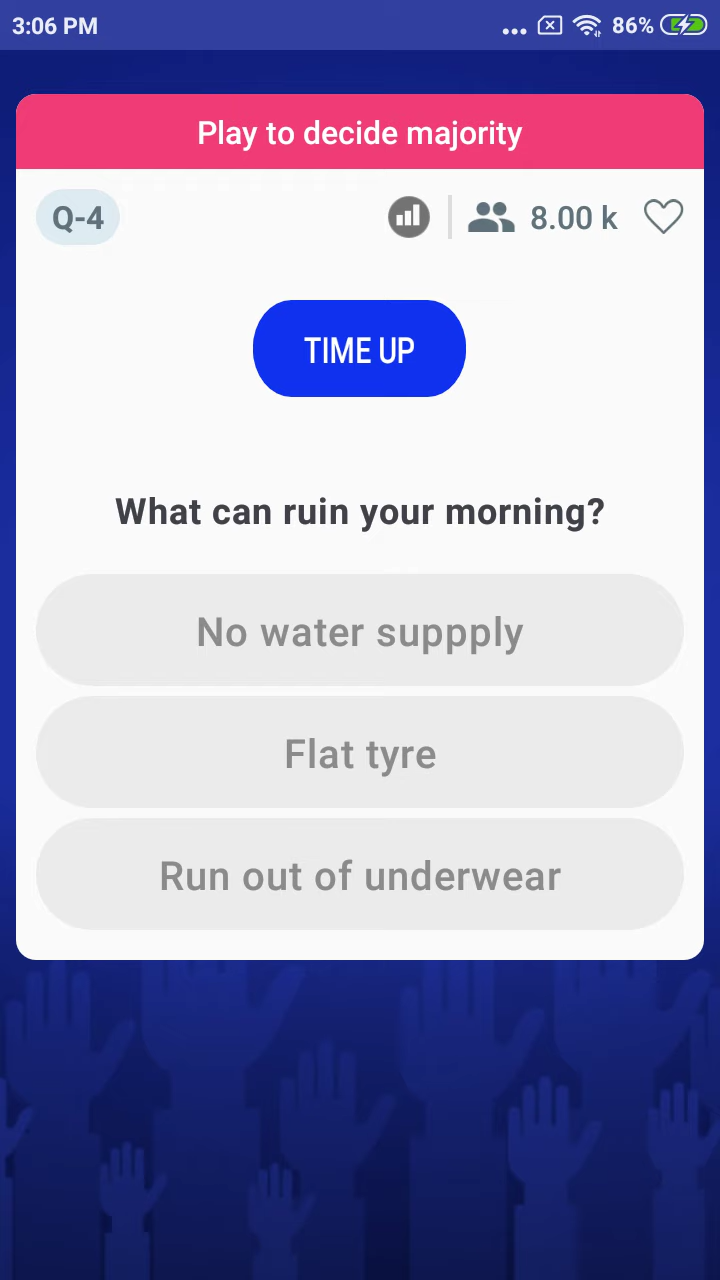 3:06 PM
86%
Play to decide majority
Q-4
8.00 k
TIME UP
What can ruin your morning?
No water suppply
Flat tyre
Run out of underwear